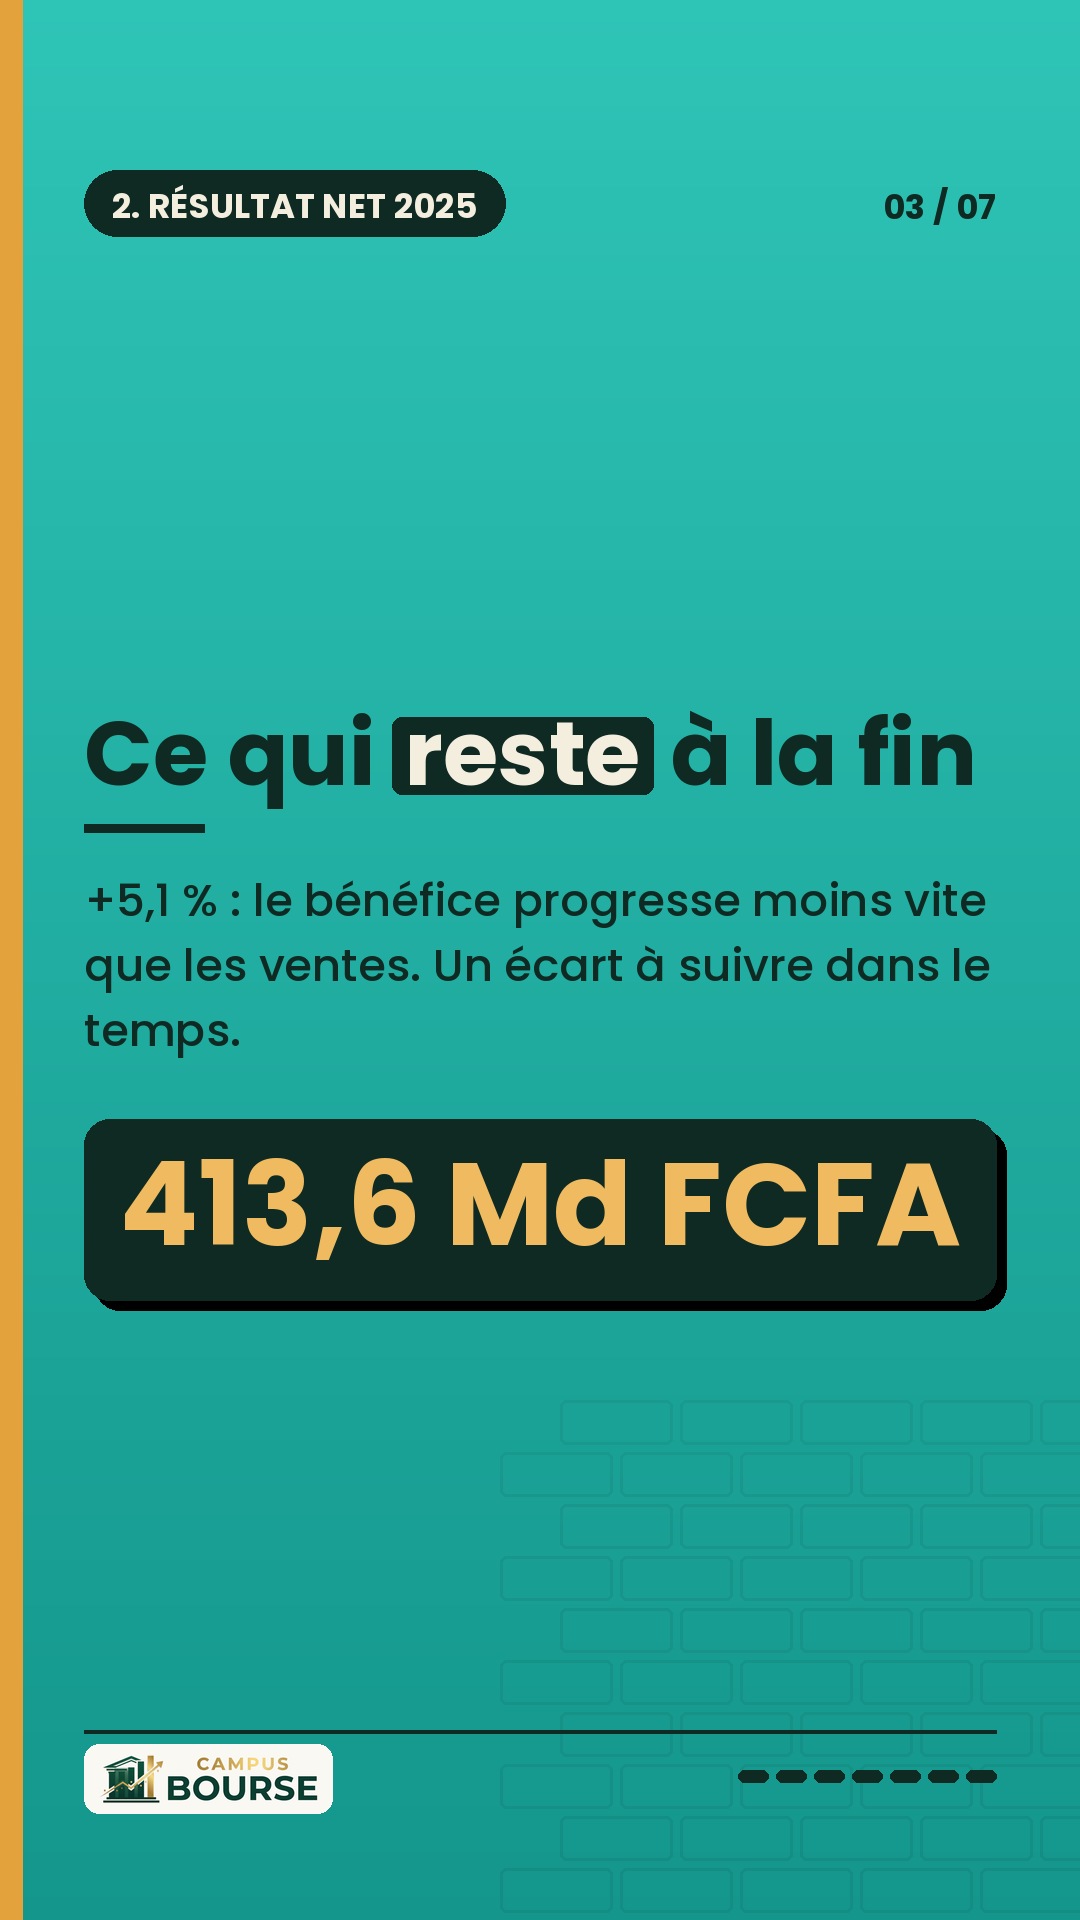 2. RÉSULTAT NET 2025
03 / 07
Ce qui reste à la fin
+5,1 % : le bénéfice progresse moins vite
que les ventes. Un écart à suivre dans le
temps.
413,6 Md FCFA
CAMPUS
BOURSE